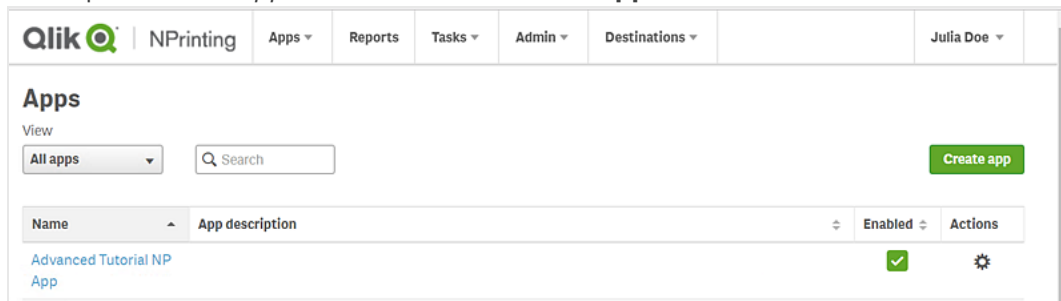 Qlik NPrinting Apps Reports Tasks Admin Destinations Julia Doe
Apps
View
All apps Search Create app
Name App description Enabled Actions
Advanced Tutorial NP
App